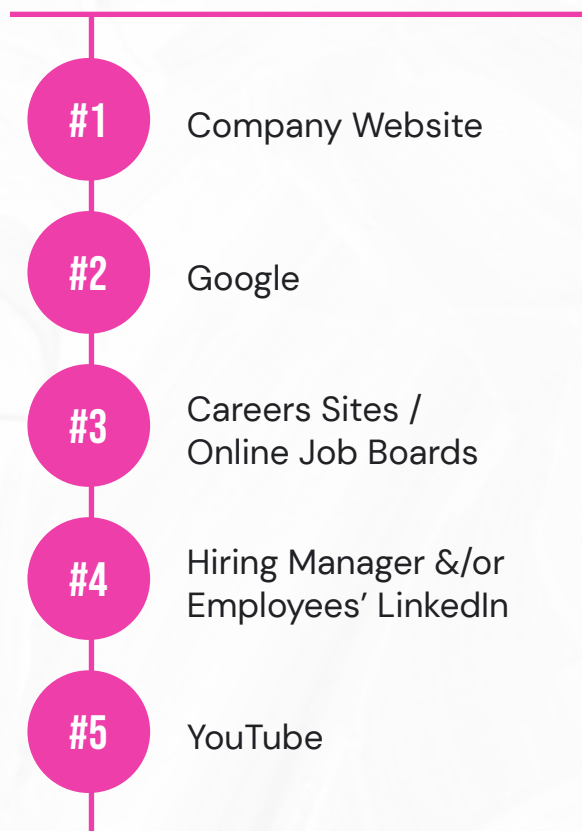 #1
Company Website
#2
Google
#3
Careers Sites /
Online Job Boards
#4
Hiring Manager &/or
Employees’ LinkedIn
#5
YouTube